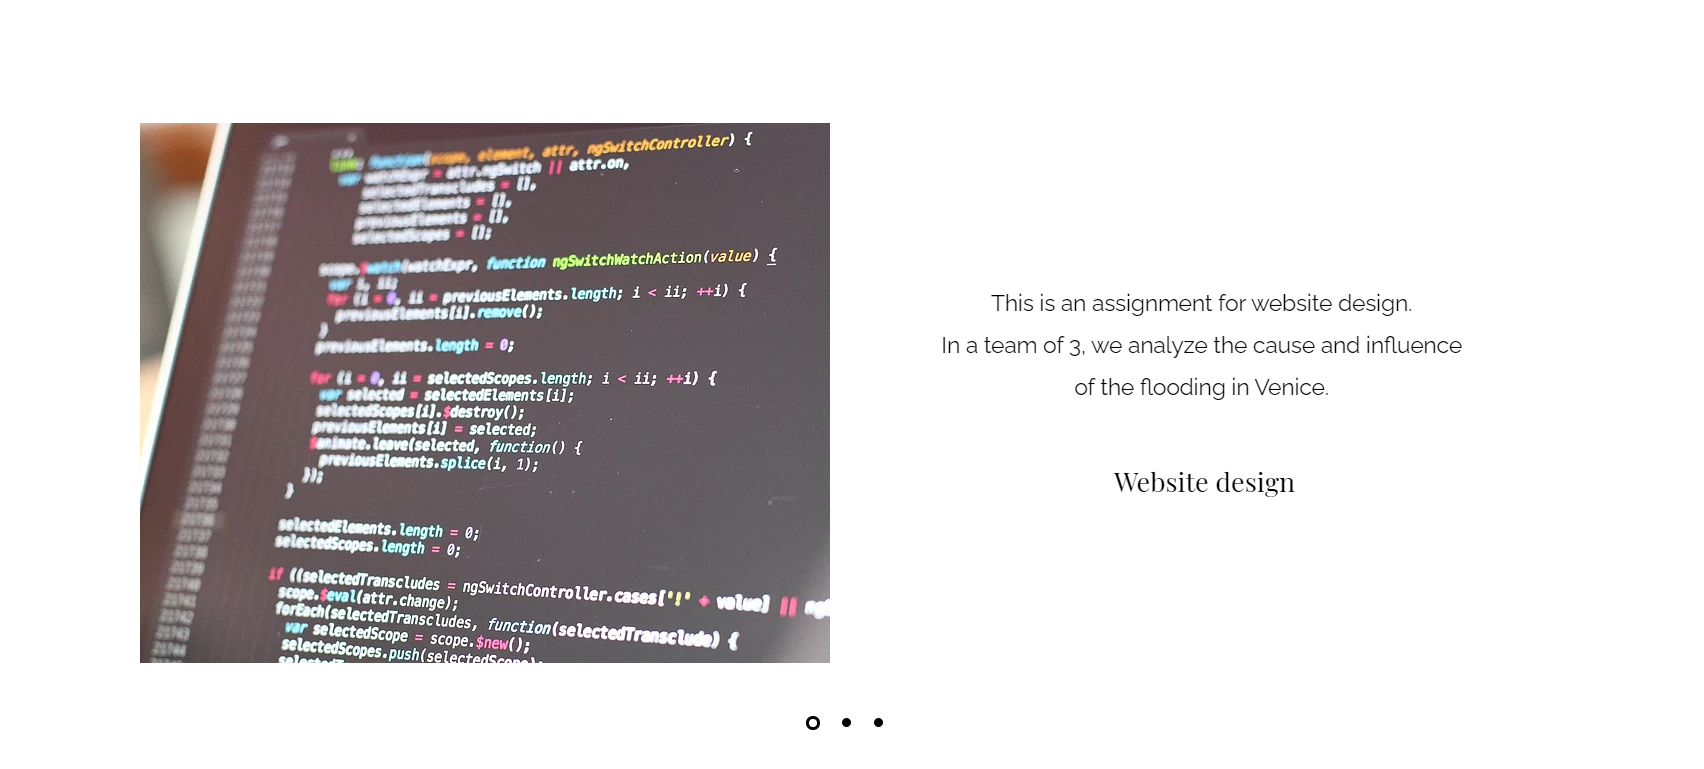 function(scope, element, attr, ngSwitchController) {
var watchExpr = attr.ngSwitch || attr.on,
selectedTranscludes = [],
selectedElements = [],
previousElements = [],
selectedScopes = [];
scope.$watch(watchExpr, function ngSwitchWatchAction(value) {
var i, ii;
for (i = 0, ii = previousElements.length; i < ii; ++i) {
previousElements[i].remove();
}
previousElements.length = 0;
for (i = 0, ii = selectedScopes.length; i < ii; ++i) {
var selected = selectedElements[i];
selectedScopes[i].$destroy();
previousElements[i] = selected;
$animate.leave(selected, function() {
previousElements.splice(i, 1);
});
}
selectedElements.length = 0;
selectedScopes.length = 0;
if ((selectedTranscludes = ngSwitchController.cases["!" + value] ||
scope.$eval(attr.change);
forEach(selectedTranscludes, function(selectedTransclude) {
var selectedScope = scope.$new();
selectedScopes.push(selectedScope);
This is an assignment for website design.
In a team of 3, we analyze the cause and influence
of the flooding in Venice.
Website design